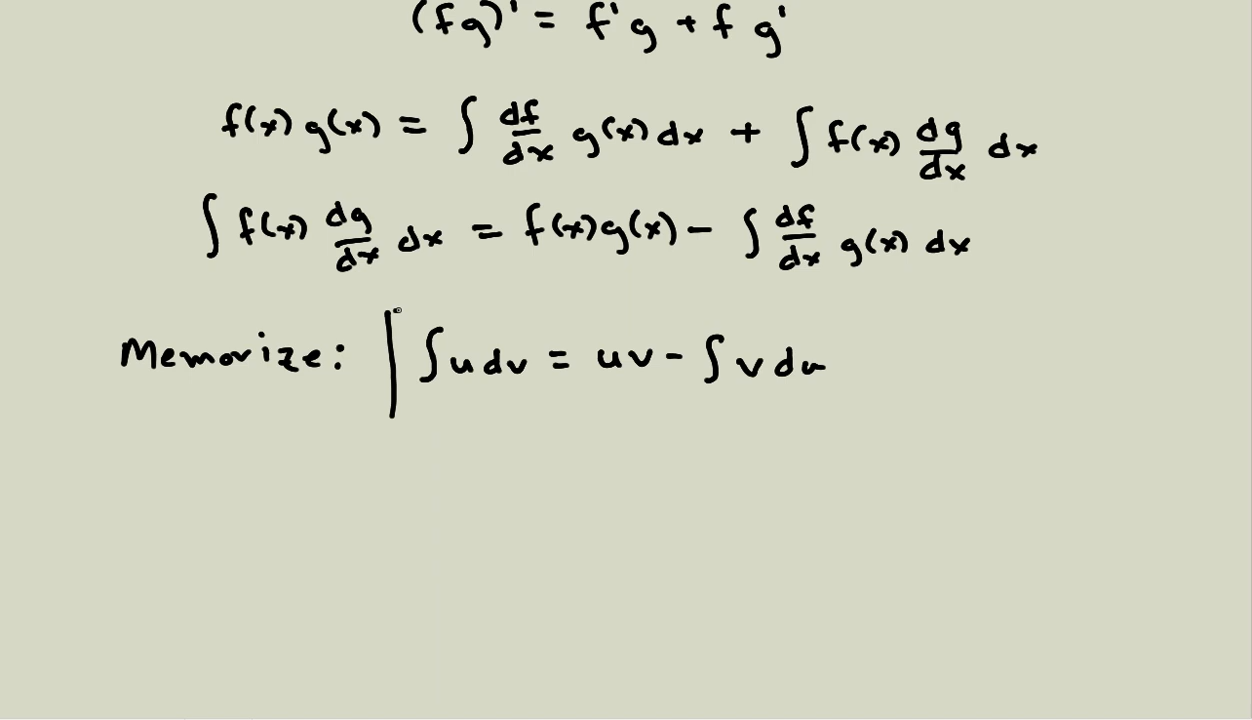 (fg)' = f'g + f g'
f(x) g(x) = ∫ df/dx g(x) dx + ∫ f(x) dg/dx dx
∫ f(x) dg/dx dx = f(x)g(x) - ∫ df/dx g(x) dx
Memorize: ∫ u dv = uv - ∫ v du